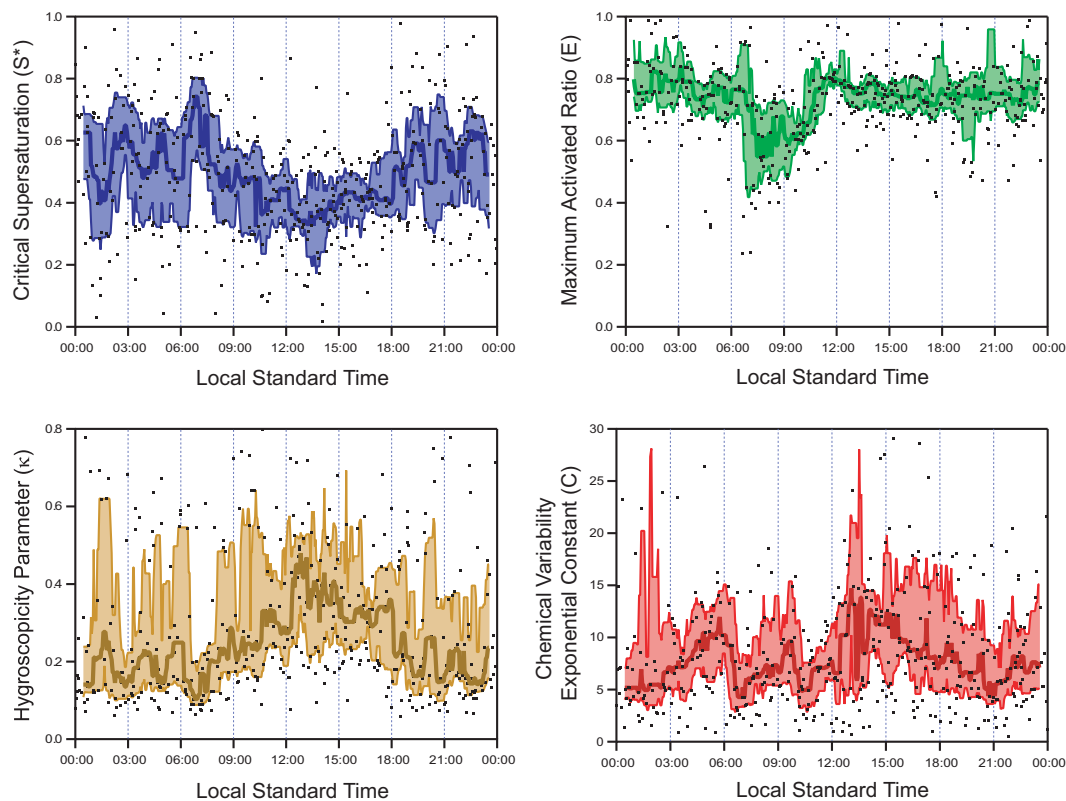 Critical Supersaturation (S*)
1.0
0.8
0.6
0.4
0.2
0.0
00:00 03:00 06:00 09:00 12:00 15:00 18:00 21:00 00:00
Local Standard Time
Maximum Activated Ratio (E)
1.0
0.8
0.6
0.4
0.2
0.0
00:00 03:00 06:00 09:00 12:00 15:00 18:00 21:00 00:00
Local Standard Time
Hygroscopicity Parameter (κ)
0.8
0.6
0.4
0.2
0.0
00:00 03:00 06:00 09:00 12:00 15:00 18:00 21:00 00:00
Local Standard Time
Chemical Variability
Exponential Constant (C)
30
25
20
15
10
5
0
00:00 03:00 06:00 09:00 12:00 15:00 18:00 21:00 00:00
Local Standard Time